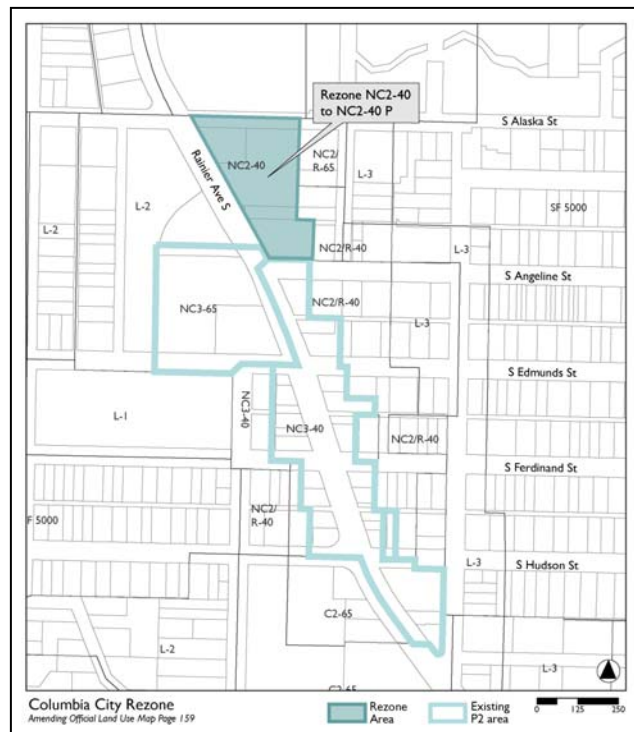 Rezone NC2-40
to NC2-40 P
S Alaska St
NC2-40
NC2/
R-65
L-3
Rainier Ave S
L-2
L-2
SF 5000
NC2/R-40
L-3
S Angeline St
NC3-65
NC2/R-40
L-3
S Edmunds St
L-1
NC3-40
NC3-40
NC2/R-40
S Ferdinand St
NC2/
R-40
F 5000
L-3
S Hudson St
C2-65
L-2
L-3
C2-65
Columbia City Rezone
Amending Official Land Use Map Page 159
Rezone
Area
Existing
P2 area
0 125 250